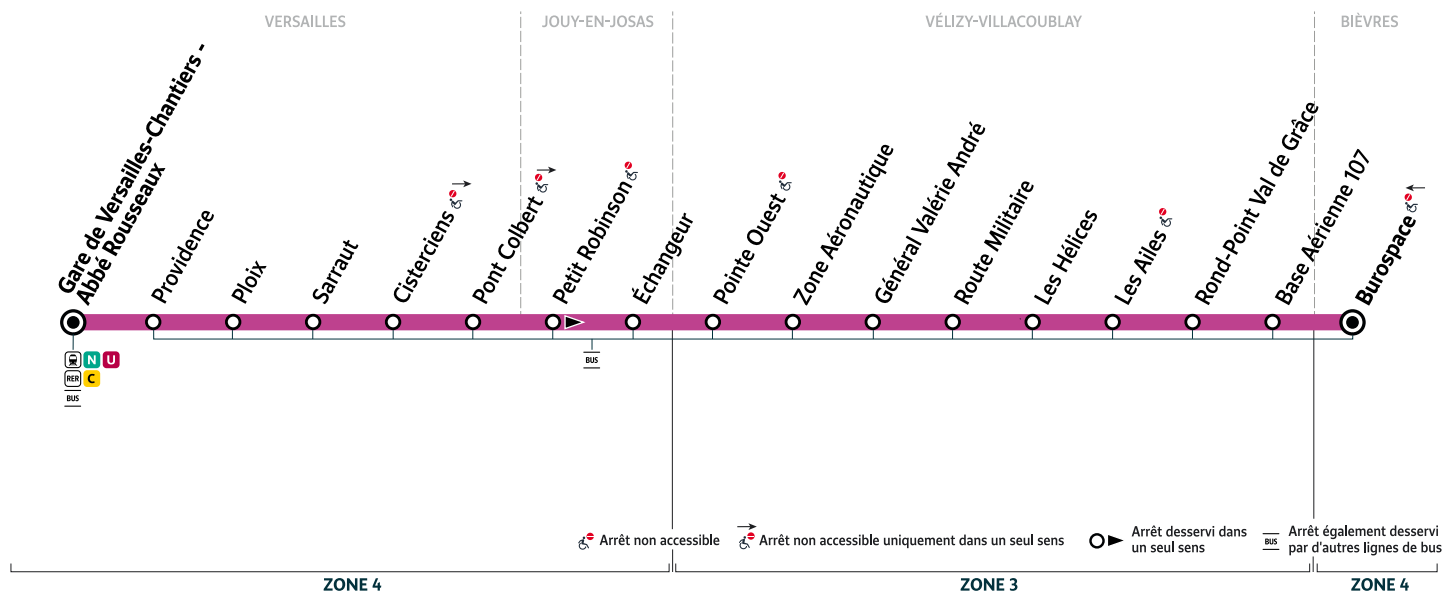 VERSAILLES
JOUY-EN-JOSAS
VÉLIZY-VILLACOUBLAY
BIÈVRES
Gare de Versailles-Chantiers -
Abbé Rousseaux
Providence
Ploix
Sarraut
Cisterciens
Pont Colbert
Petit Robinson
Échangeur
Pointe Ouest
Zone Aéronautique
Général Valérie André
Route Militaire
Les Hélices
Les Ailes
Rond-Point Val de Grâce
Base Aérienne 107
Burospace
N U
RER C
BUS
BUS
Arrêt non accessible
Arrêt non accessible uniquement dans un seul sens
Arrêt desservi dans
un seul sens
BUS
Arrêt également desservi
par d'autres lignes de bus
ZONE 4
ZONE 3
ZONE 4